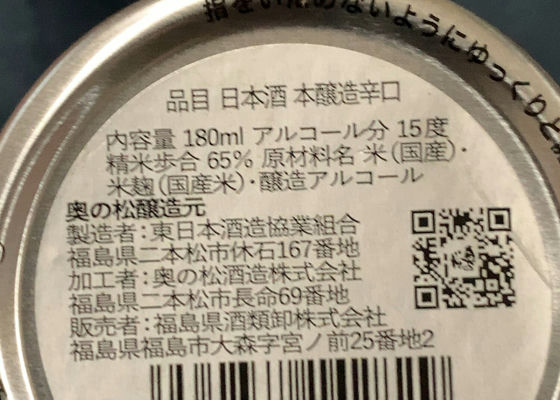 指をいためないようにゆっくりと
品目 日本酒 本醸造辛口
内容量 180ml アルコール分 15度
精米歩合 65% 原材料名 米(国産)・
米麹(国産米)・醸造アルコール
奥の松醸造元
製造者:東日本酒造協業組合
福島県二本松市休石167番地
加工者:奥の松酒造株式会社
福島県二本松市長命69番地
販売者:福島県酒類卸株式会社
福島県福島市大森字宮ノ前25番地2